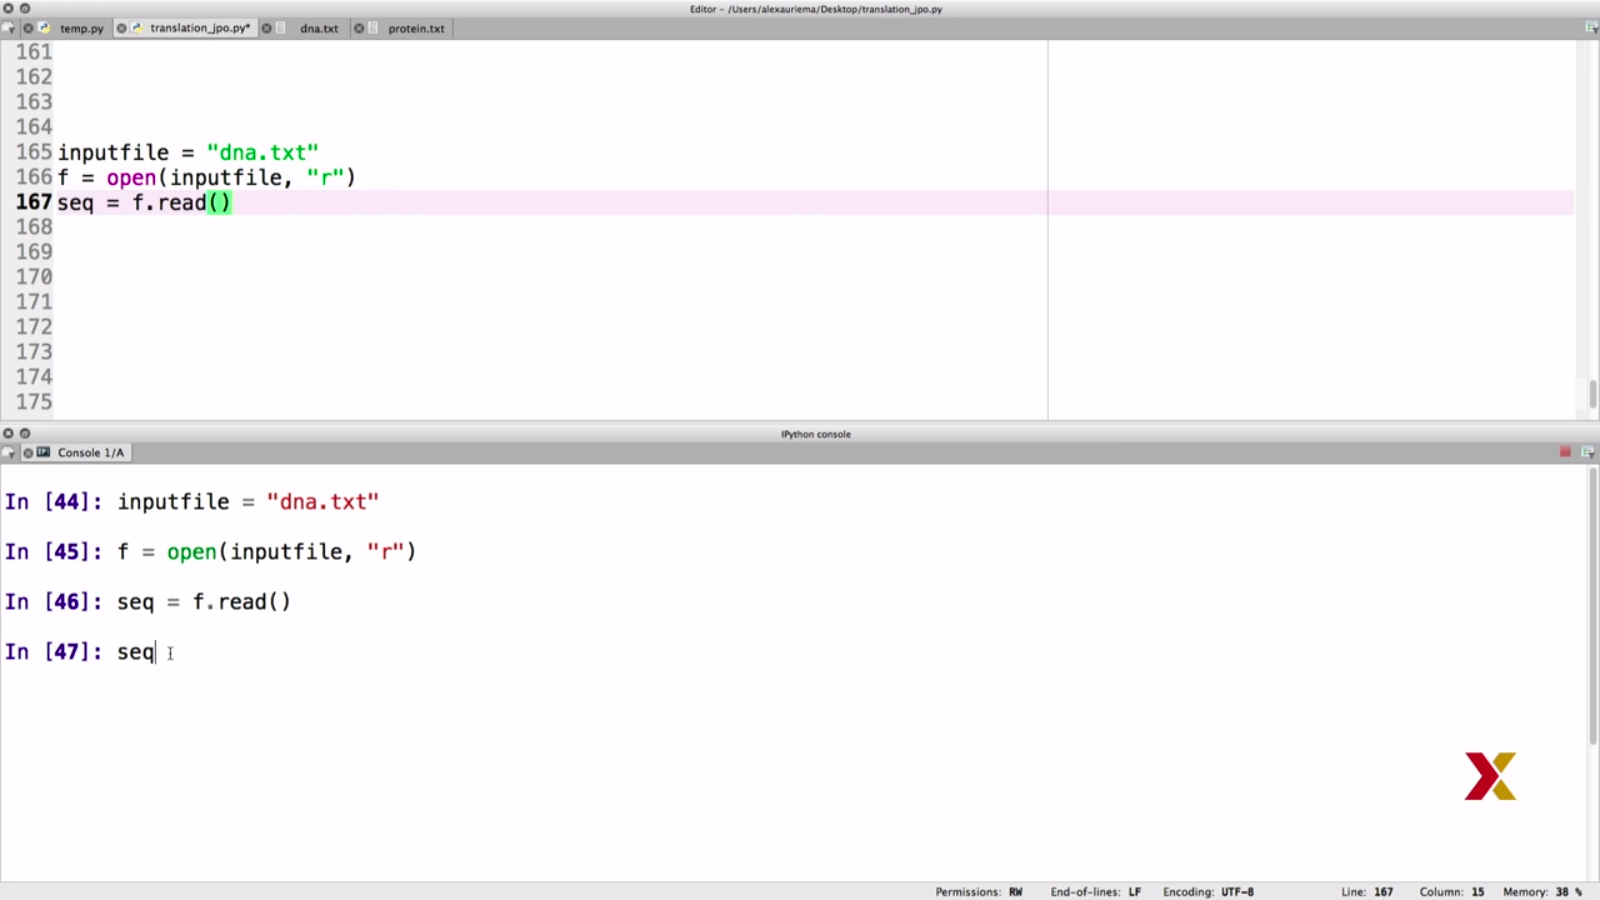 Editor – /Users/alexauriema/Desktop/translation_jpo.py
temp.py translation_jpo.py* dna.txt protein.txt
161
162
163
164
165 inputfile = "dna.txt"
166 f = open(inputfile, "r")
167 seq = f.read()
168
169
170
171
172
173
174
175
IPython console
Console 1/A
In [44]: inputfile = "dna.txt"
In [45]: f = open(inputfile, "r")
In [46]: seq = f.read()
In [47]: seq
Permissions: RW End-of-lines: LF Encoding: UTF-8 Line: 167 Column: 15 Memory: 38 %